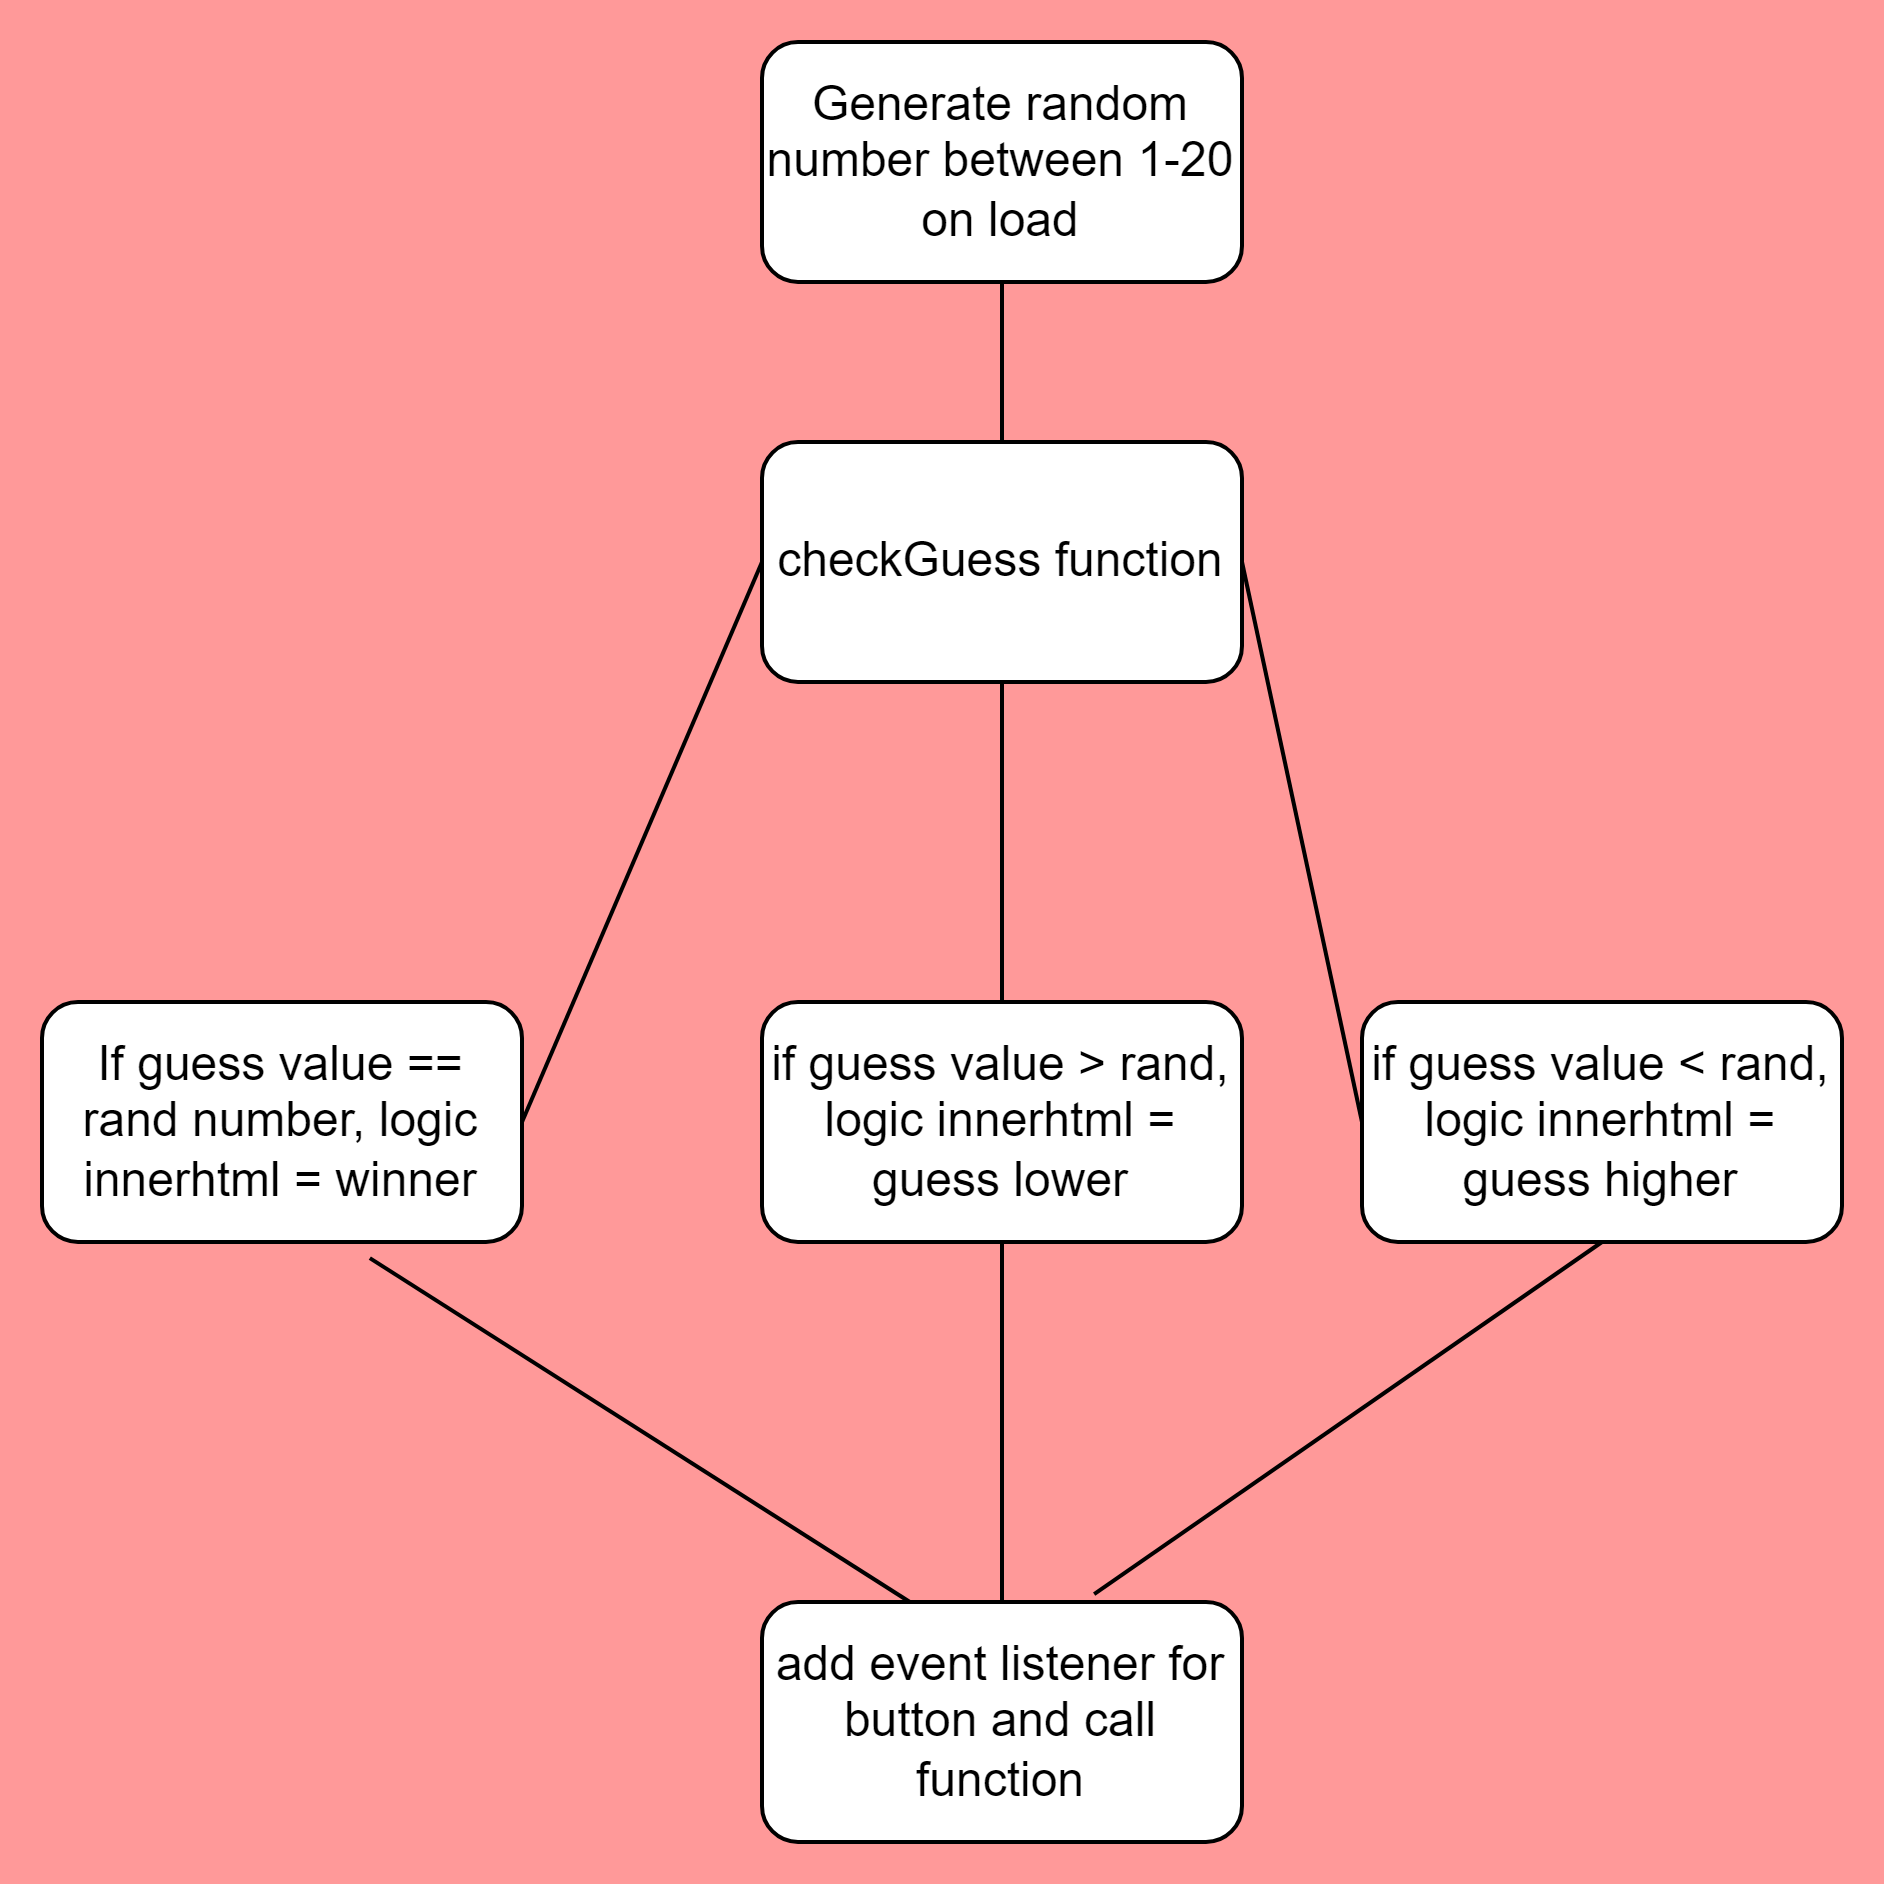 Generate random
number between 1-20
on load
checkGuess function
If guess value ==
rand number, logic
innerhtml = winner
if guess value > rand,
logic innerhtml =
guess lower
if guess value < rand,
logic innerhtml =
guess higher
add event listener for
button and call
function